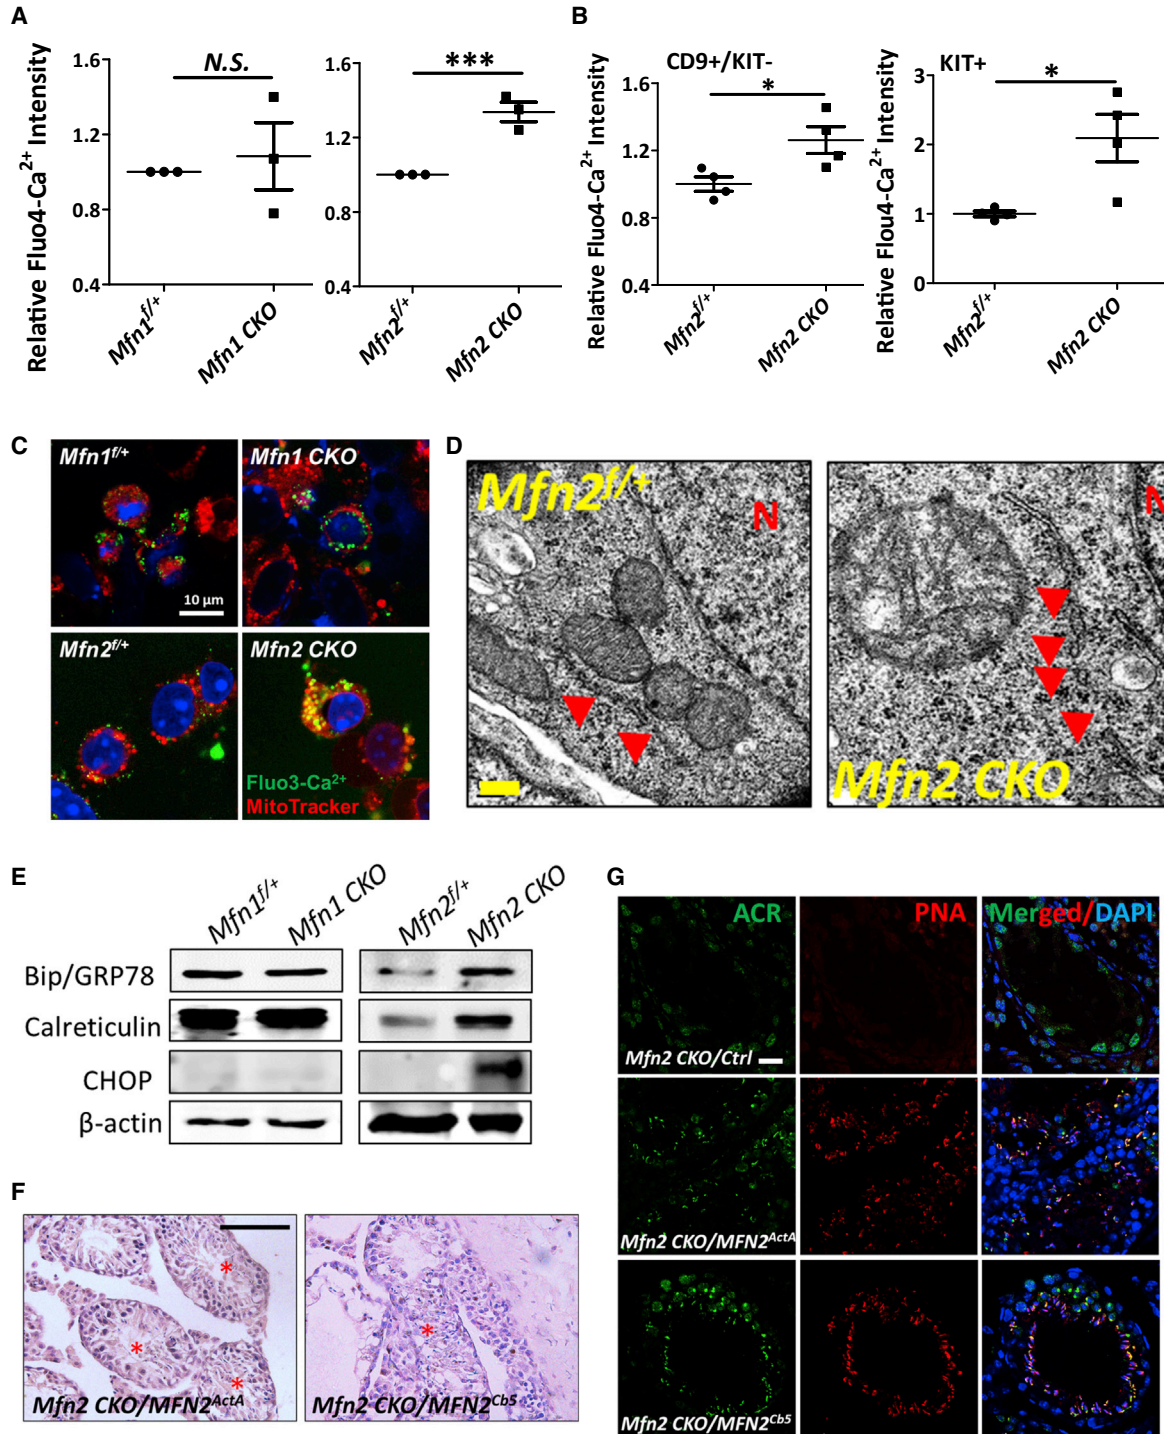 A
Relative Fluo4-Ca2+ Intensity
1.6
1.2
0.8
0.4
N.S.
Mfn1f/+
Mfn1 CKO
1.6
1.2
0.8
0.4
***
Mfn2f/+
Mfn2 CKO
B
Relative Fluo4-Ca2+ Intensity
CD9+/KIT-
1.6
1.2
0.8
0.4
*
Mfn2f/+
Mfn2 CKO
Relative Flou4-Ca2+ Intensity
KIT+
3
2
1
0
*
Mfn2f/+
Mfn2 CKO
C
Mfn1f/+
Mfn1 CKO
10 µm
Mfn2f/+
Mfn2 CKO
Fluo3-Ca2+
MitoTracker
D
Mfn2f/+
N
N
Mfn2 CKO
E
Mfn1f/+
Mfn1 CKO
Mfn2f/+
Mfn2 CKO
Bip/GRP78
Calreticulin
CHOP
β-actin
F
*
*
*
Mfn2 CKO/MFN2ActA
*
Mfn2 CKO/MFN2Cb5
G
ACR
PNA
Merged/DAPI
Mfn2 CKO/Ctrl
Mfn2 CKO/MFN2ActA
Mfn2 CKO/MFN2Cb5